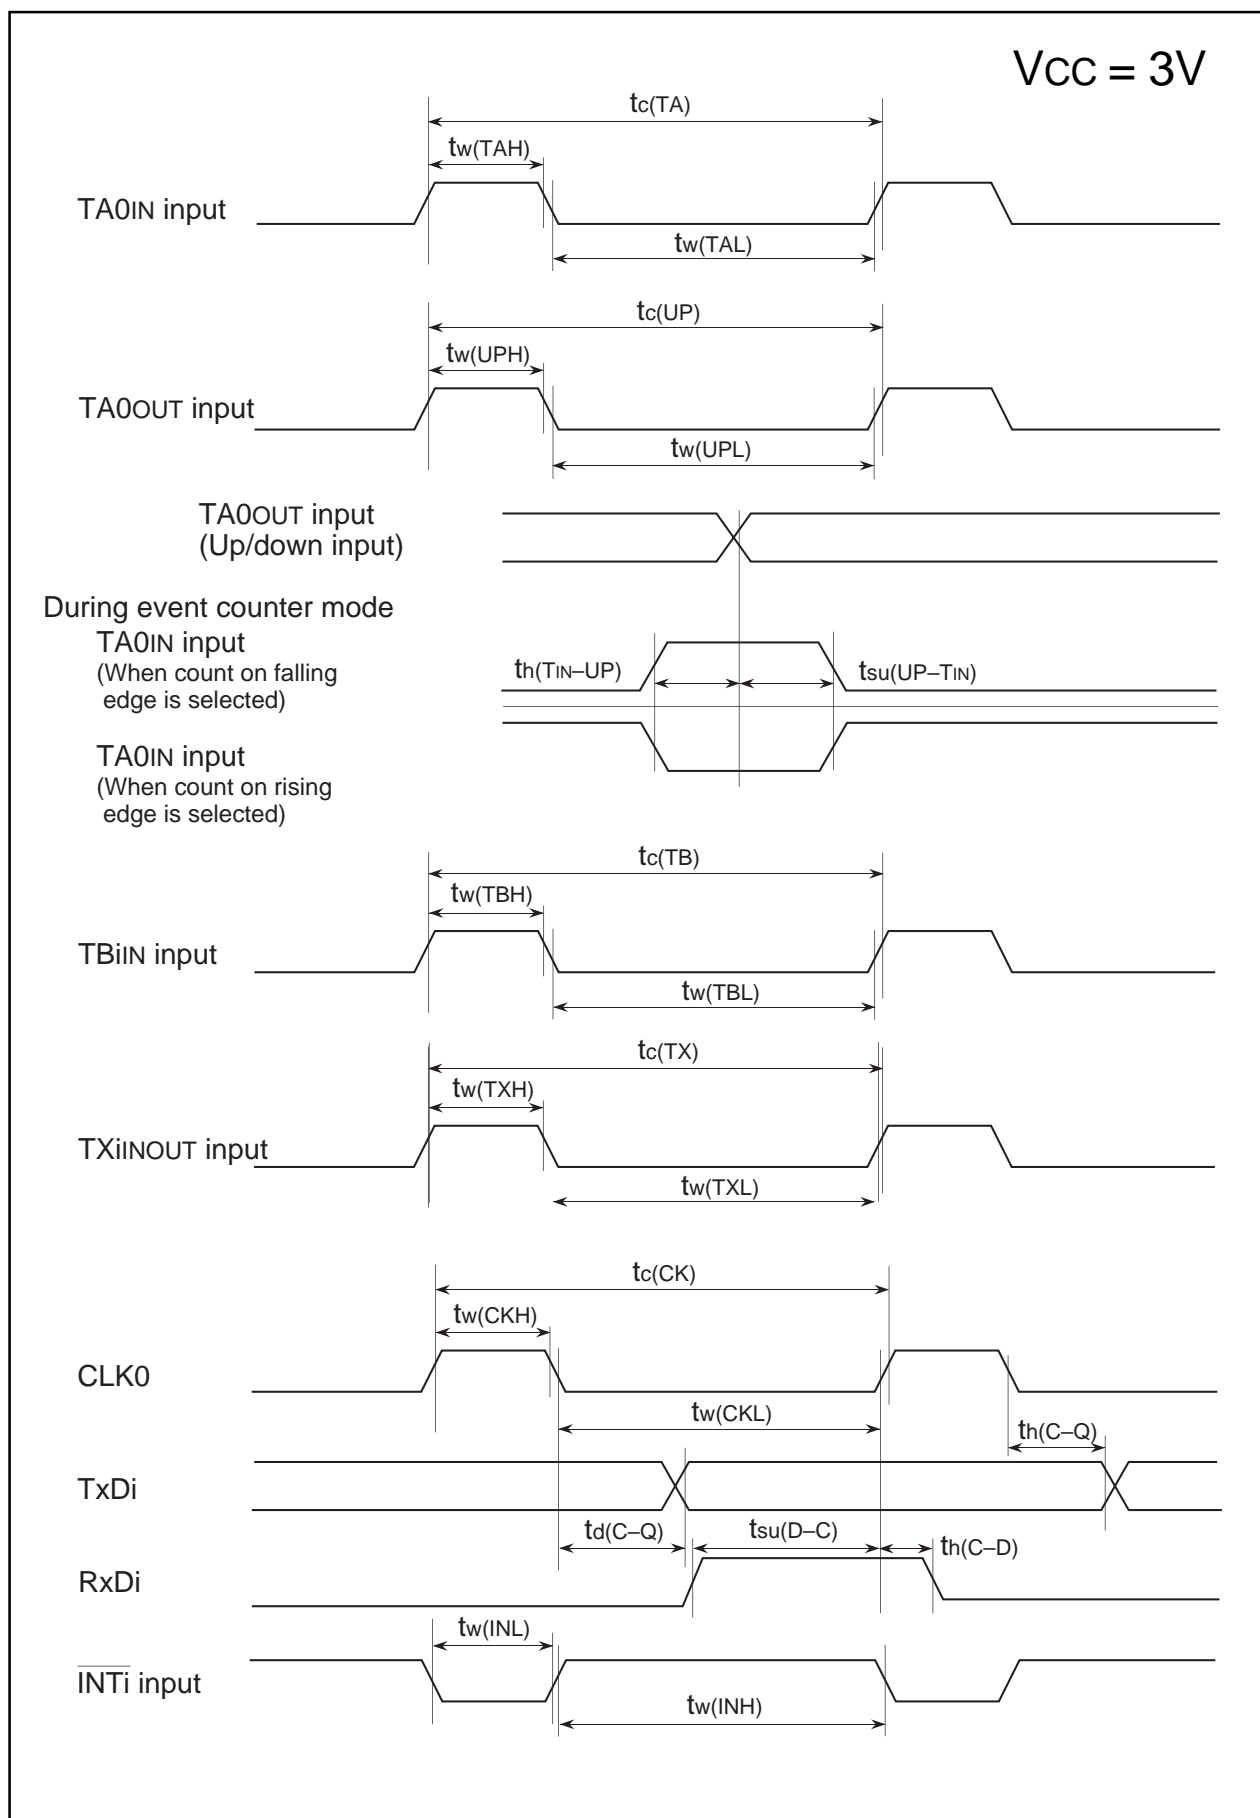 VCC = 3V
tc(TA)
tw(TAH)
TA0IN input
tw(TAL)
tc(UP)
tw(UPH)
TA0OUT input
tw(UPL)
TA0OUT input
(Up/down input)
During event counter mode
TA0IN input
(When count on falling
edge is selected)
th(TIN–UP)
tsu(UP–TIN)
TA0IN input
(When count on rising
edge is selected)
tc(TB)
tw(TBH)
TBiIN input
tw(TBL)
tc(TX)
tw(TXH)
TXiINOUT input
tw(TXL)
tc(CK)
tw(CKH)
CLK0
tw(CKL)
th(C–Q)
TxDi
td(C–Q)
tsu(D–C)
th(C–D)
RxDi
tw(INL)
INTi input
tw(INH)